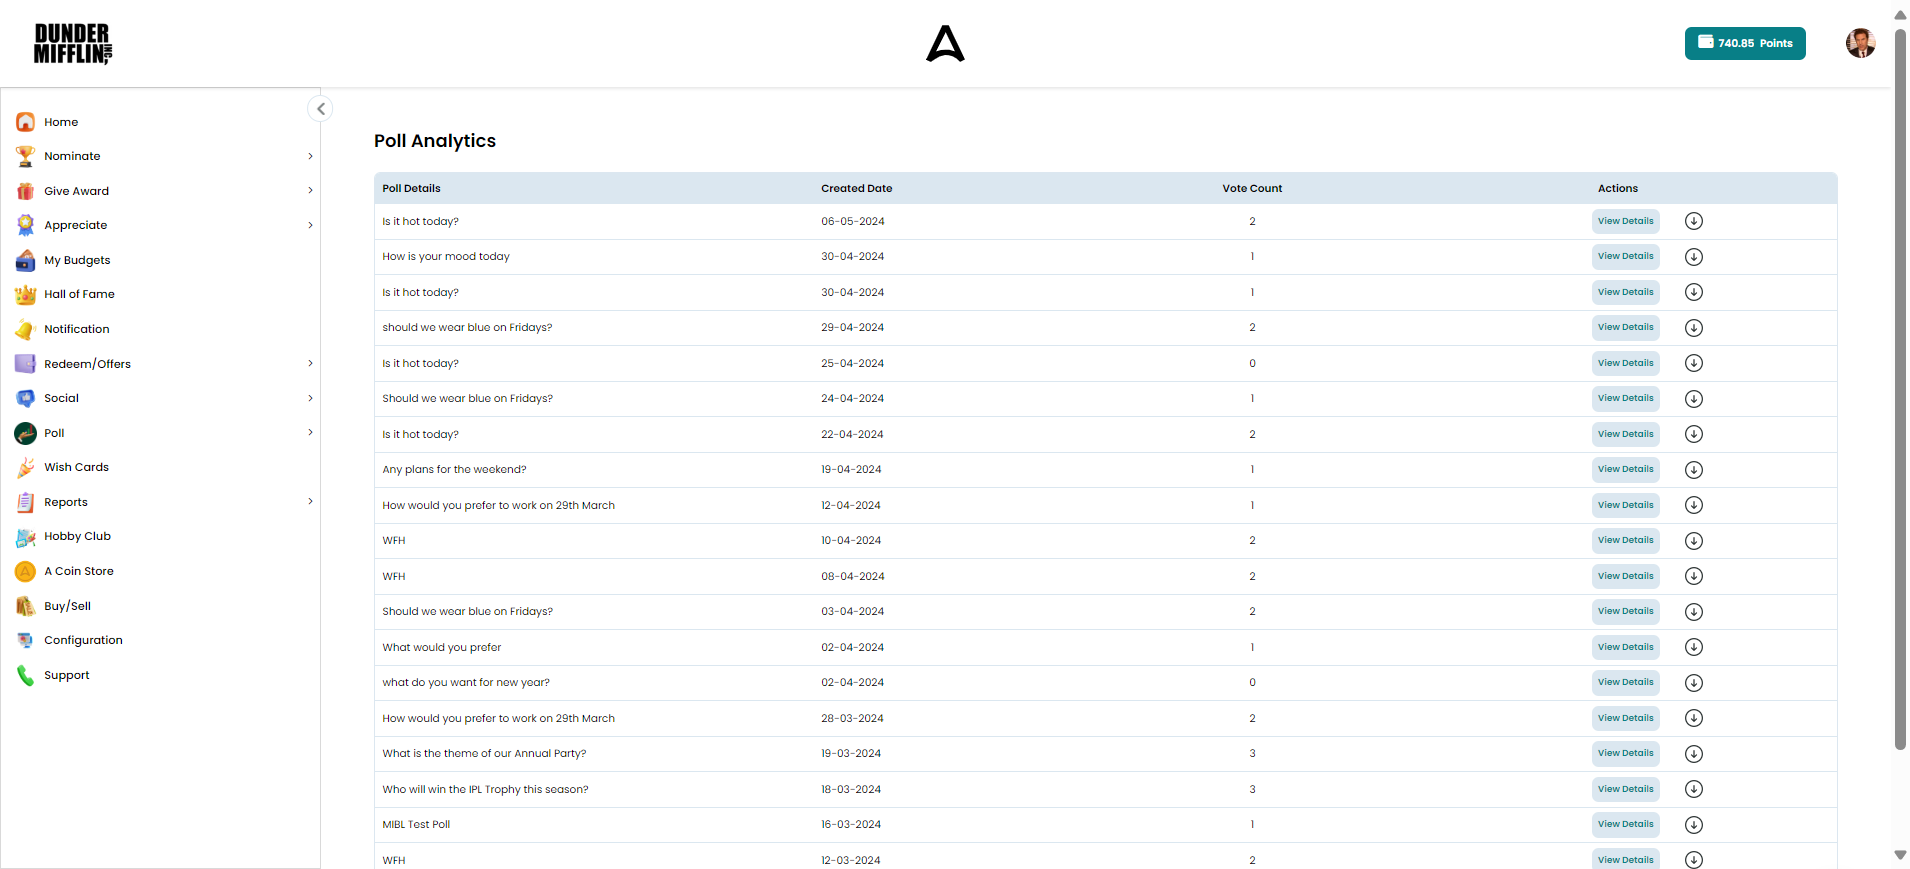 DUNDER
MIFFLIN, INC
740.85 Points
Home
Nominate
Give Award
Appreciate
My Budgets
Hall of Fame
Notification
Redeem/Offers
Social
Poll
Wish Cards
Reports
Hobby Club
A Coin Store
Buy/Sell
Configuration
Support
Poll Analytics
Poll Details Created Date Vote Count Actions
Is it hot today? 06-05-2024 2 View Details
How is your mood today 30-04-2024 1 View Details
Is it hot today? 30-04-2024 1 View Details
should we wear blue on Fridays? 29-04-2024 2 View Details
Is it hot today? 25-04-2024 0 View Details
Should we wear blue on Fridays? 24-04-2024 1 View Details
Is it hot today? 22-04-2024 2 View Details
Any plans for the weekend? 19-04-2024 1 View Details
How would you prefer to work on 29th March 12-04-2024 1 View Details
WFH 10-04-2024 2 View Details
WFH 08-04-2024 2 View Details
Should we wear blue on Fridays? 03-04-2024 2 View Details
What would you prefer 02-04-2024 1 View Details
what do you want for new year? 02-04-2024 0 View Details
How would you prefer to work on 29th March 28-03-2024 2 View Details
What is the theme of our Annual Party? 19-03-2024 3 View Details
Who will win the IPL Trophy this season? 18-03-2024 3 View Details
MIBL Test Poll 16-03-2024 1 View Details
WFH 12-03-2024 2 View Details